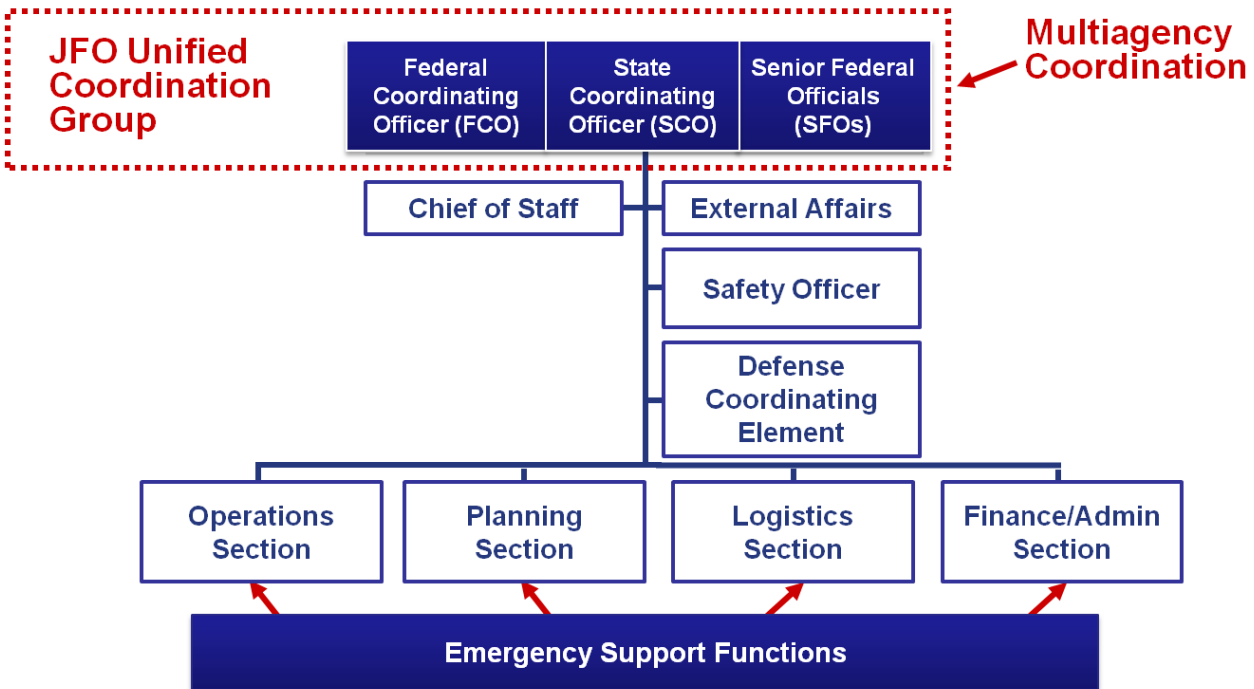 JFO Unified
Coordination
Group
Federal
Coordinating
Officer (FCO)
State
Coordinating
Officer (SCO)
Senior Federal
Officials
(SFOs)
Multiagency
Coordination
Chief of Staff
External Affairs
Safety Officer
Defense
Coordinating
Element
Operations
Section
Planning
Section
Logistics
Section
Finance/Admin
Section
Emergency Support Functions